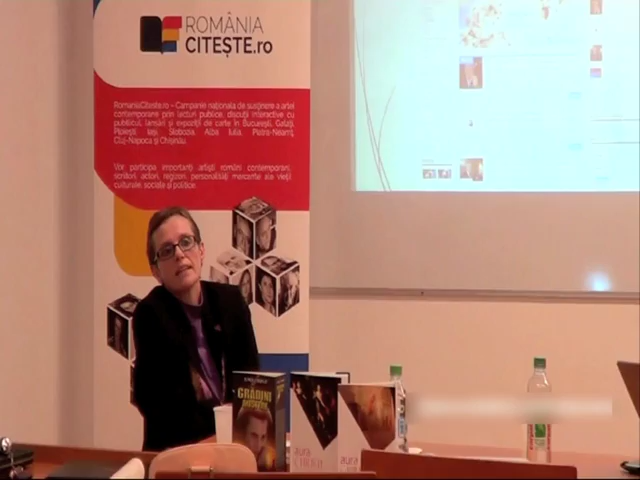 ROMÂNIA
CITEȘTE.ro
RomaniaCiteste.ro – Campanie națională de susținere a artei
contemporane prin lecturi publice, discuții interactive cu
publicul, lansări și expoziții de carte în București, Galați,
Ploiești, Iași, Slobozia, Alba Iulia, Piatra-Neamț,
Cluj-Napoca și Chișinău.
Vor participa importanți artiști români contemporani,
scriitori, actori, regizori, personalități marcante ale vieții
culturale, sociale și politice.
GRĂDINI
aura
aura